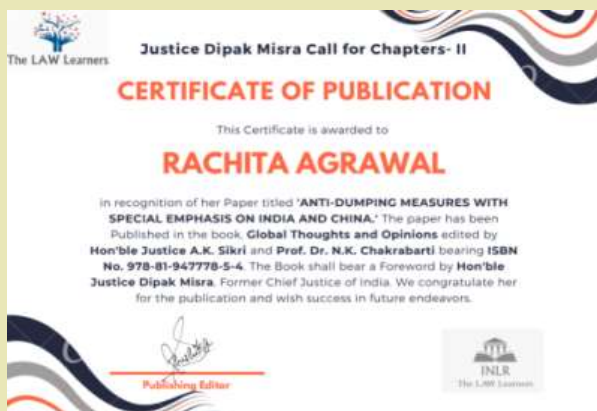 The LAW Learners
Justice Dipak Misra Call for Chapters- II
CERTIFICATE OF PUBLICATION
This Certificate is awarded to
RACHITA AGRAWAL
in recognition of her Paper titled 'ANTI-DUMPING MEASURES WITH
SPECIAL EMPHASIS ON INDIA AND CHINA.' The paper has been
Published in the book, Global Thoughts and Opinions edited by
Hon'ble Justice A.K. Sikri and Prof. Dr. N.K. Chakrabarti bearing ISBN
No. 978-81-947778-5-4. The Book shall bear a Foreword by Hon'ble
Justice Dipak Misra, Former Chief Justice of India. We congratulate her
for the publication and wish success in future endeavors.
Publishing Editor
INLR
The LAW Learners